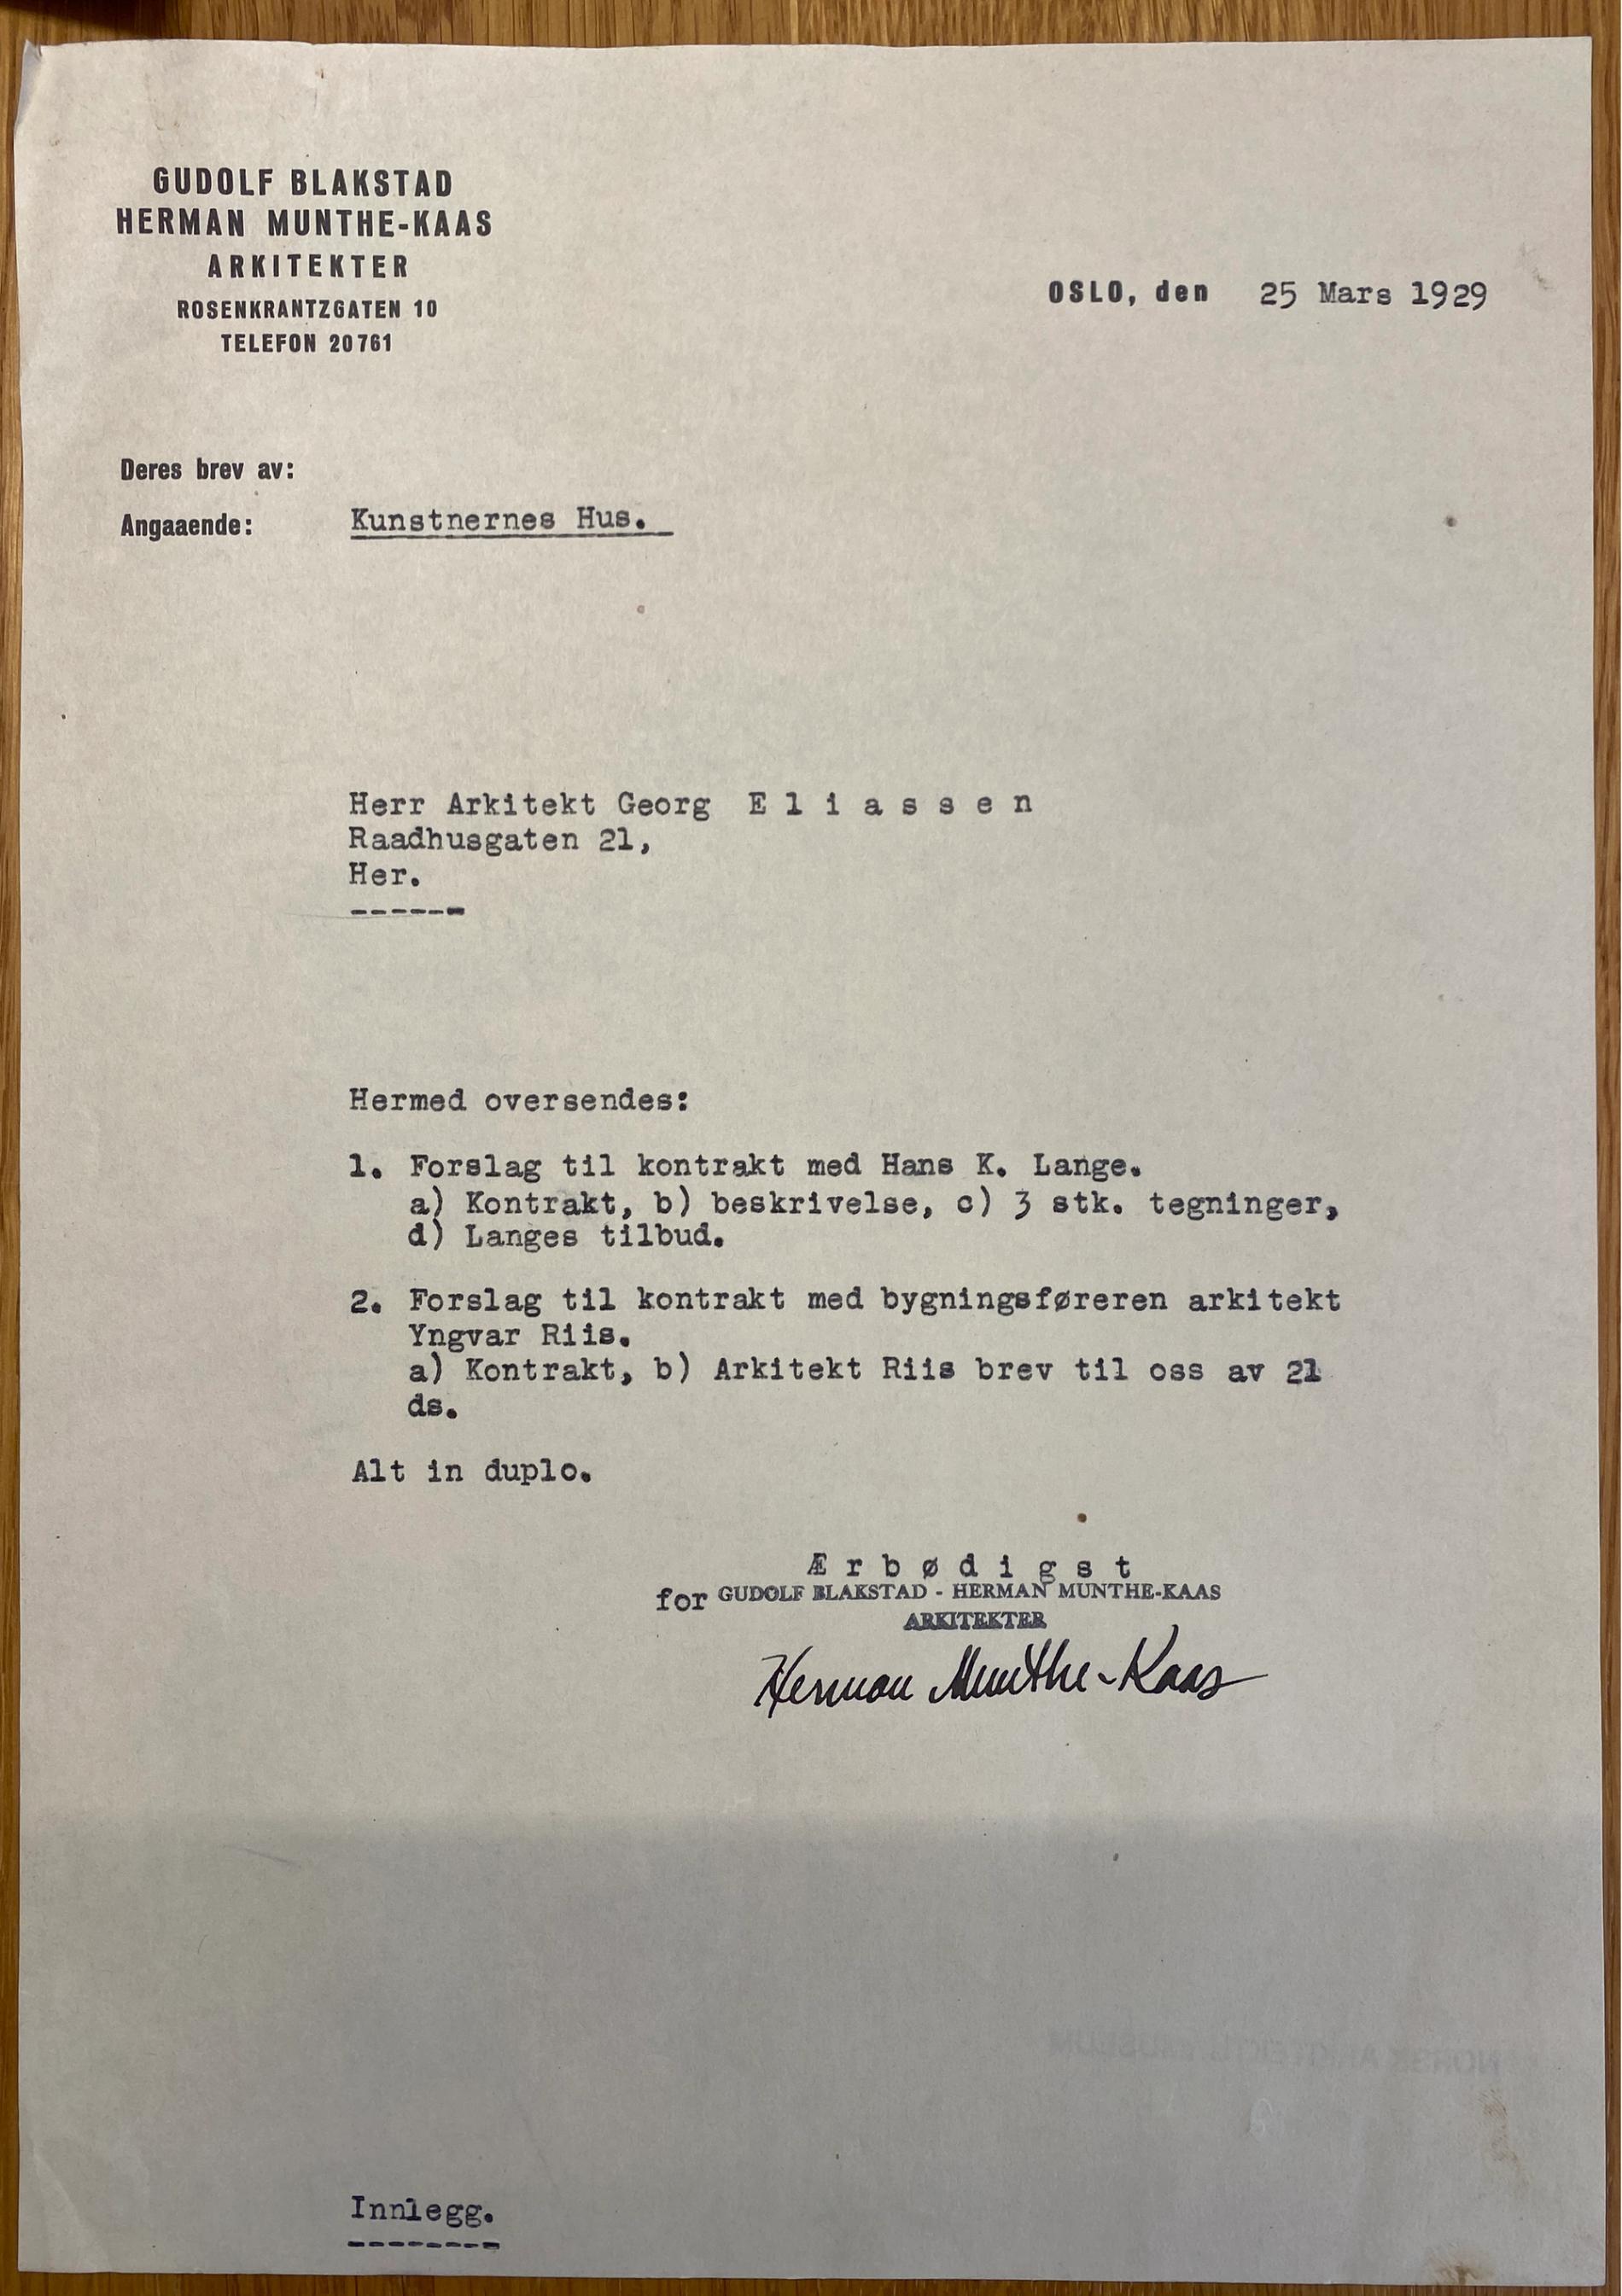 GUDOLF BLAKSTAD
HERMAN MUNTHE-KAAS
ARKITEKTER
ROSENKRANTZGATEN 10
TELEFON 20761
OSLO, den 25 Mars 1929
Deres brev av:
Angaaende: Kunstnernes Hus.
Herr Arkitekt Georg E l i a s s e n
Raadhusgaten 21,
Her.
------
Hermed oversendes:
1. Forslag til kontrakt med Hans K. Lange.
a) Kontrakt, b) beskrivelse, c) 3 stk. tegninger,
d) Langes tilbud.
2. Forslag til kontrakt med bygningsføreren arkitekt
Yngvar Riis.
a) Kontrakt, b) Arkitekt Riis brev til oss av 21
ds.
Alt in duplo.
Æ r b ø d i g s t
for GUDOLF BLAKSTAD - HERMAN MUNTHE-KAAS
ARKITEKTER
Herman Munthe-Kaas
Innlegg.
--------